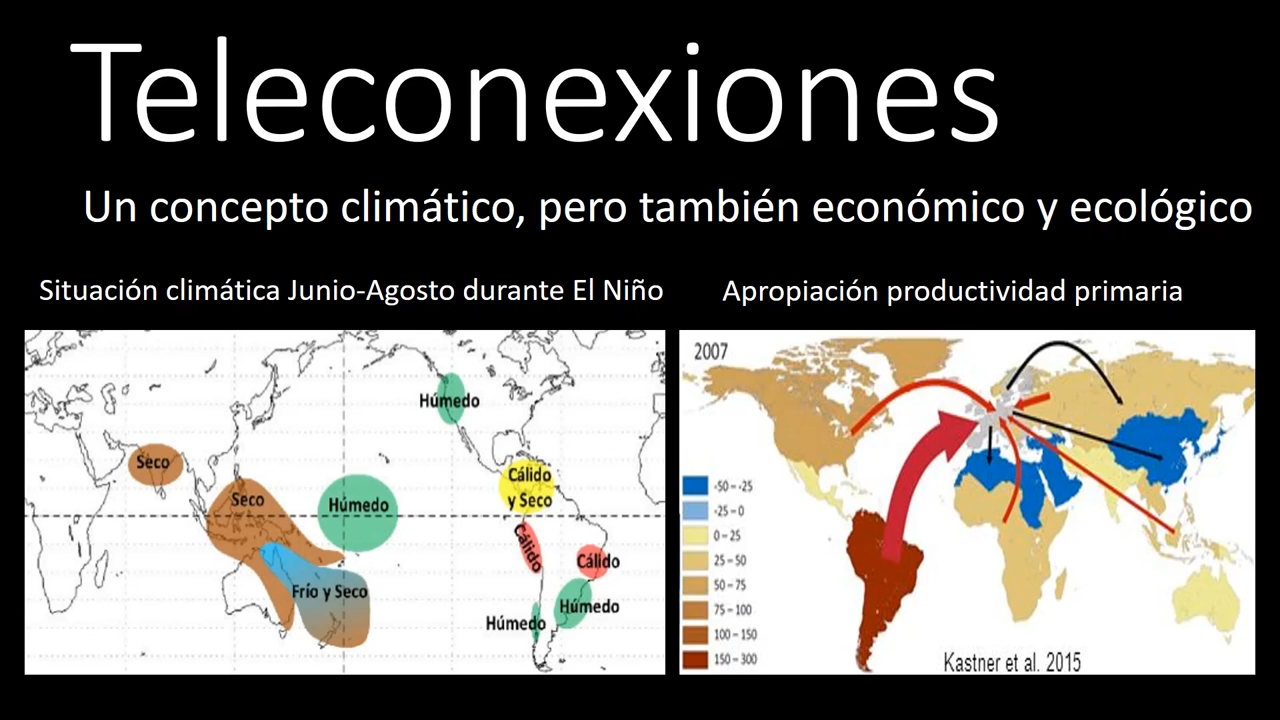 Teleconexiones
Un concepto climático, pero también económico y ecológico
Situación climática Junio-Agosto durante El Niño
Húmedo
Seco
Seco
Húmedo
Cálido
y Seco
Cálido
Cálido
Frío y Seco
Húmedo
Húmedo
Apropiación productividad primaria
2007
-50 – -25
-25 – 0
0 – 25
25 – 50
50 – 75
75 – 100
100 – 150
150 – 300
Kastner et al. 2015